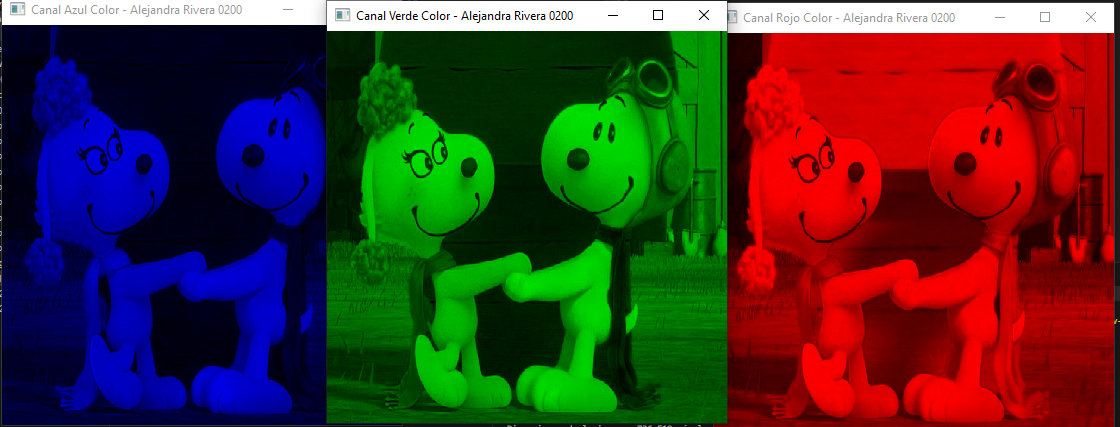 Canal Azul Color - Alejandra Rivera 0200
Canal Verde Color - Alejandra Rivera 0200
Canal Rojo Color - Alejandra Rivera 0200